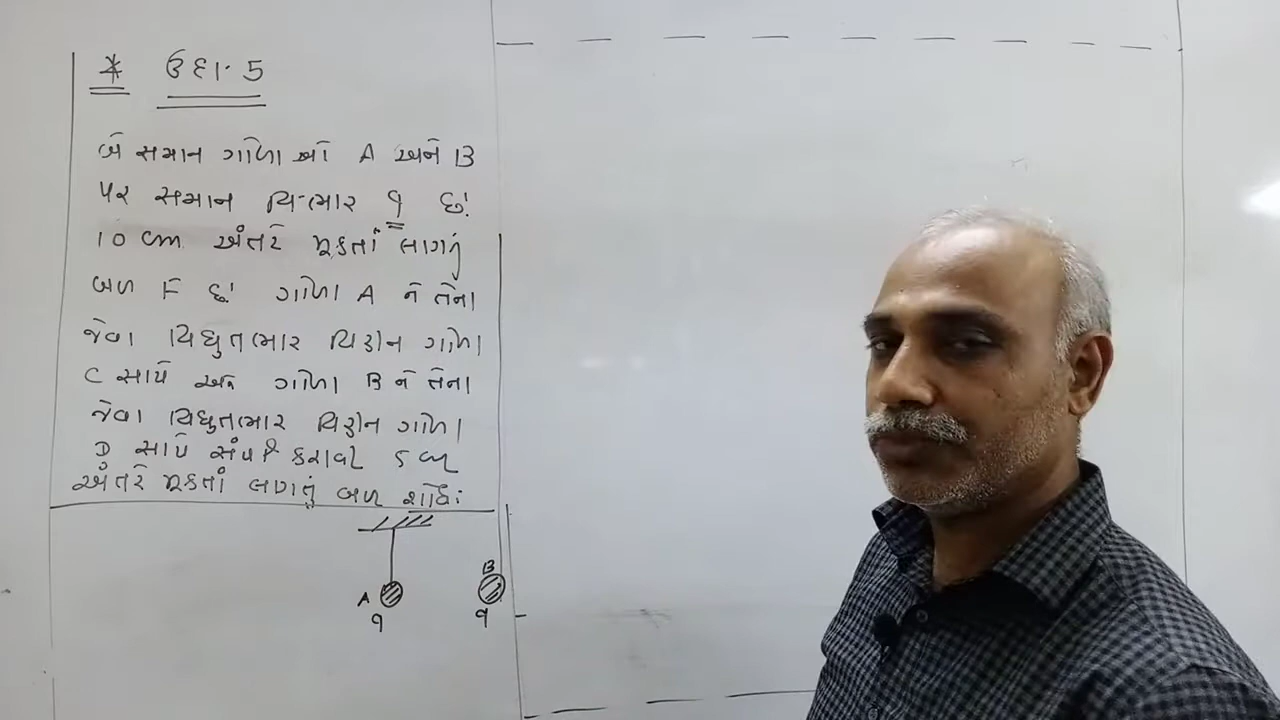 * ઉદા. 5
બે સમાન ગોળાઓ A અને B
પર સમાન વિ-ભાર q છે.
10 cm અંતરે મૂકતાં લાગતું
બળ F છે. ગોળા A ને તેના
જેવા વિધુતભાર વિહીન ગોળા
C સાથે અને ગોળા B ને તેના
જેવા વિધુતભાર વિહીન ગોળા
D સાથે સંપર્ક કરાવી 5 cm
અંતરે મૂકતાં લાગતું બળ શોધો.
B
A
q q